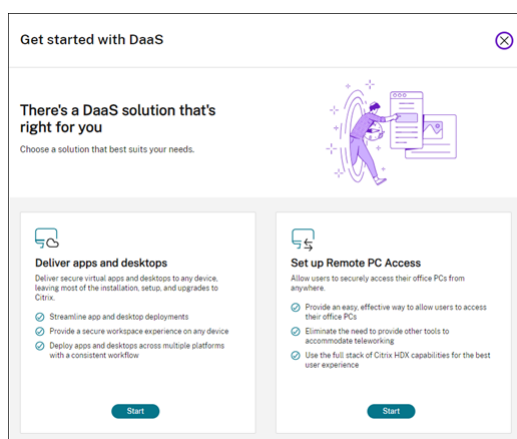 Get started with DaaS
There's a DaaS solution that's
right for you
Choose a solution that best suits your needs.
Deliver apps and desktops
Deliver secure virtual apps and desktops to any device,
leaving most of the installation, setup, and upgrades to
Citrix.
Streamline app and desktop deployments
Provide a secure workspace experience on any device
Deploy apps and desktops across multiple platforms
with a consistent workflow
Start
Set up Remote PC Access
Allow users to securely access their office PCs from
anywhere.
Provide an easy, effective way to allow users to access
their office PCs
Eliminate the need to provide other tools to
accommodate teleworking
Use the full stack of Citrix HDX capabilities for the best
user experience
Start